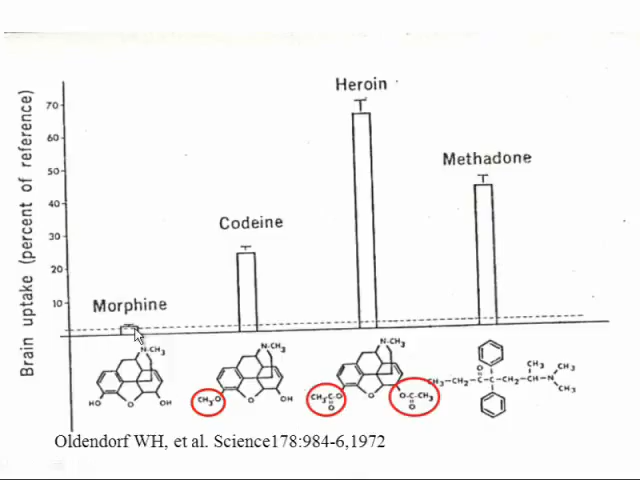 Heroin
Methadone
Codeine
Morphine
Brain uptake (percent of reference)
70
60
50
40
30
20
10
N-CH₃
HO
O
OH
N-CH₃
CH₃O
O
OH
N-CH₃
CH₃CO
O
O
OC-CH₃
O
CH₃-CH₂-C-C-CH₂-CH-N
O
CH₃
CH₃
CH₃
Oldendorf WH, et al. Science178:984-6,1972